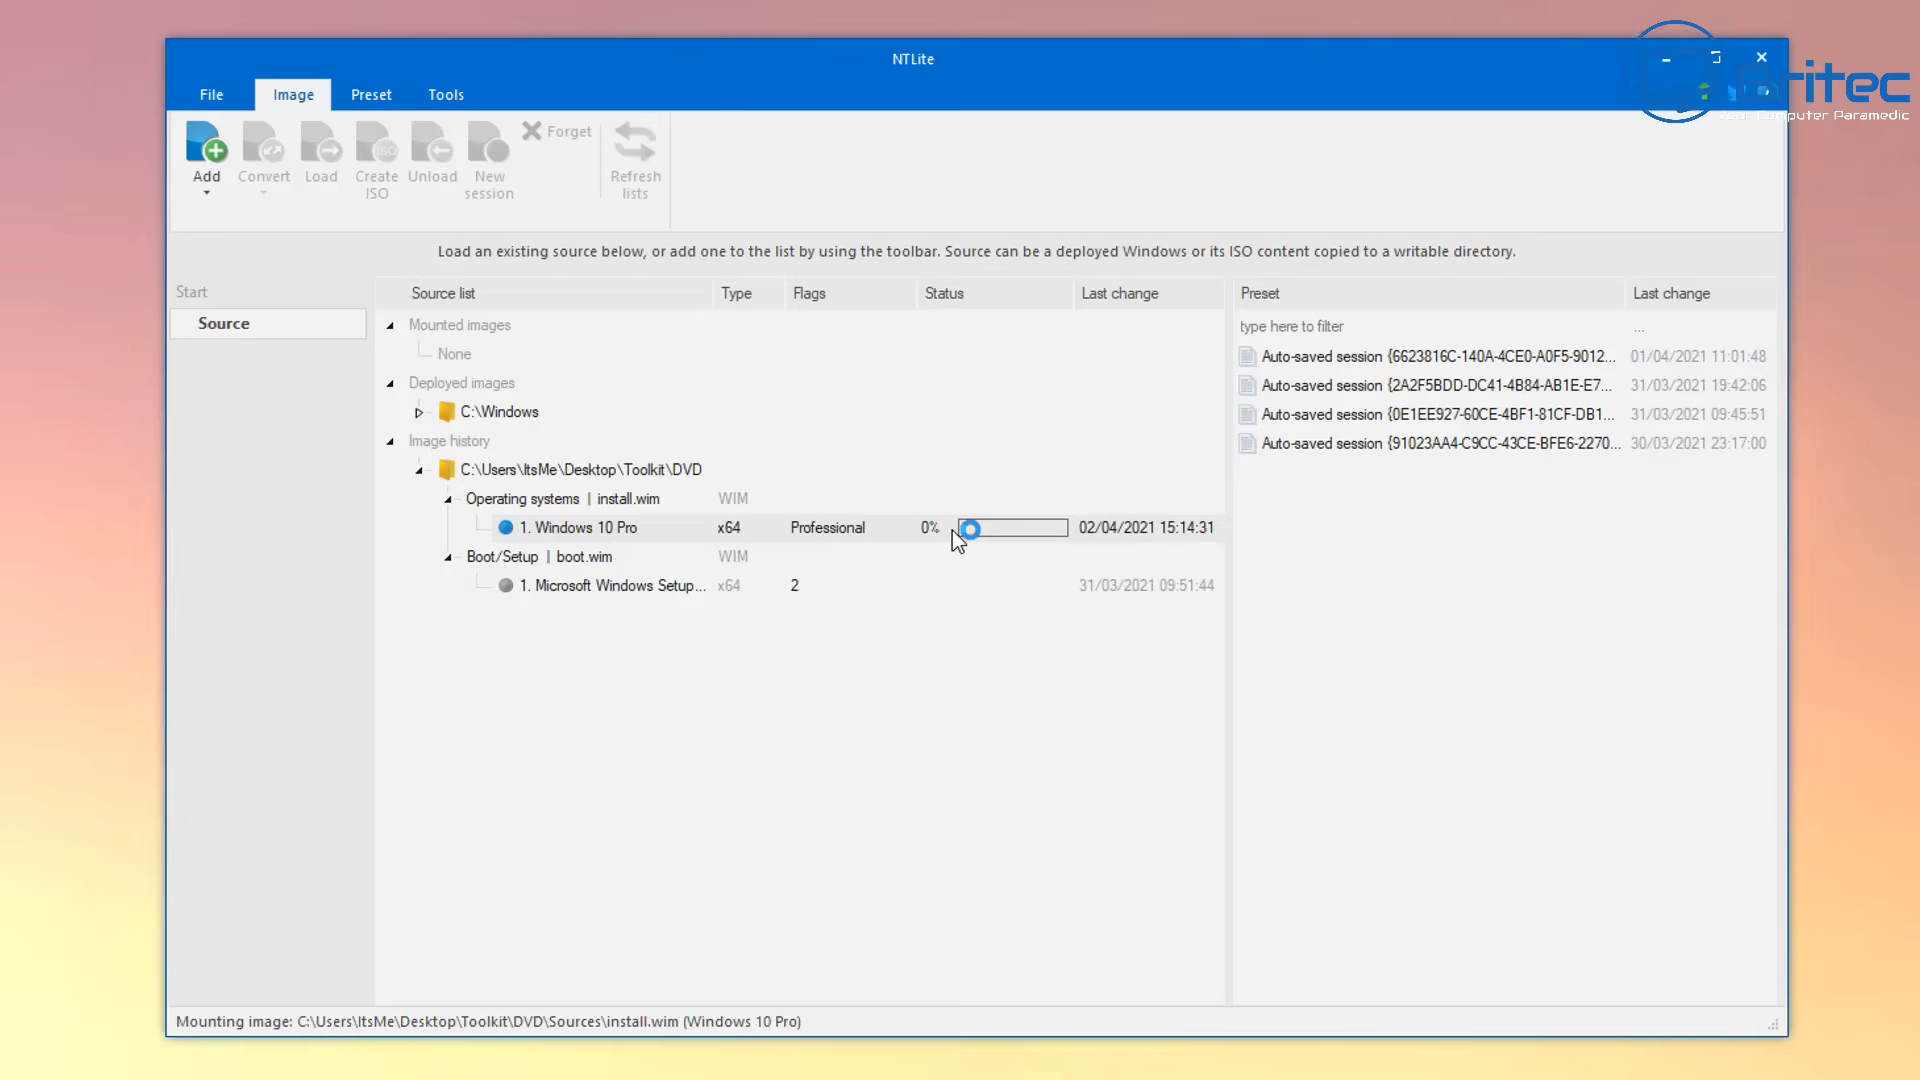 NTLite
Britec
Your Computer Paramedic
File
Image
Preset
Tools
Add
Convert
Load
Create ISO
Unload
New session
Forget
Refresh lists
Load an existing source below, or add one to the list by using the toolbar. Source can be a deployed Windows or its ISO content copied to a writable directory.
Start
Source
Source list Type Flags Status Last change
Mounted images
None
Deployed images
C:\Windows
Image history
C:\Users\ItsMe\Desktop\Toolkit\DVD
Operating systems | install.wim WIM
1. Windows 10 Pro x64 Professional 0% 02/04/2021 15:14:31
Boot/Setup | boot.wim WIM
1. Microsoft Windows Setup... x64 2 31/03/2021 09:51:44
Preset Last change
type here to filter ...
Auto-saved session {6623816C-140A-4CE0-A0F5-9012... 01/04/2021 11:01:48
Auto-saved session {2A2F5BDD-DC41-4B84-AB1E-E7... 31/03/2021 19:42:06
Auto-saved session {0E1EE927-60CE-4BF1-81CF-DB1... 31/03/2021 09:45:51
Auto-saved session {91023AA4-C9CC-43CE-BFE6-2270... 30/03/2021 23:17:00
Mounting image: C:\Users\ItsMe\Desktop\Toolkit\DVD\Sources\install.wim (Windows 10 Pro)